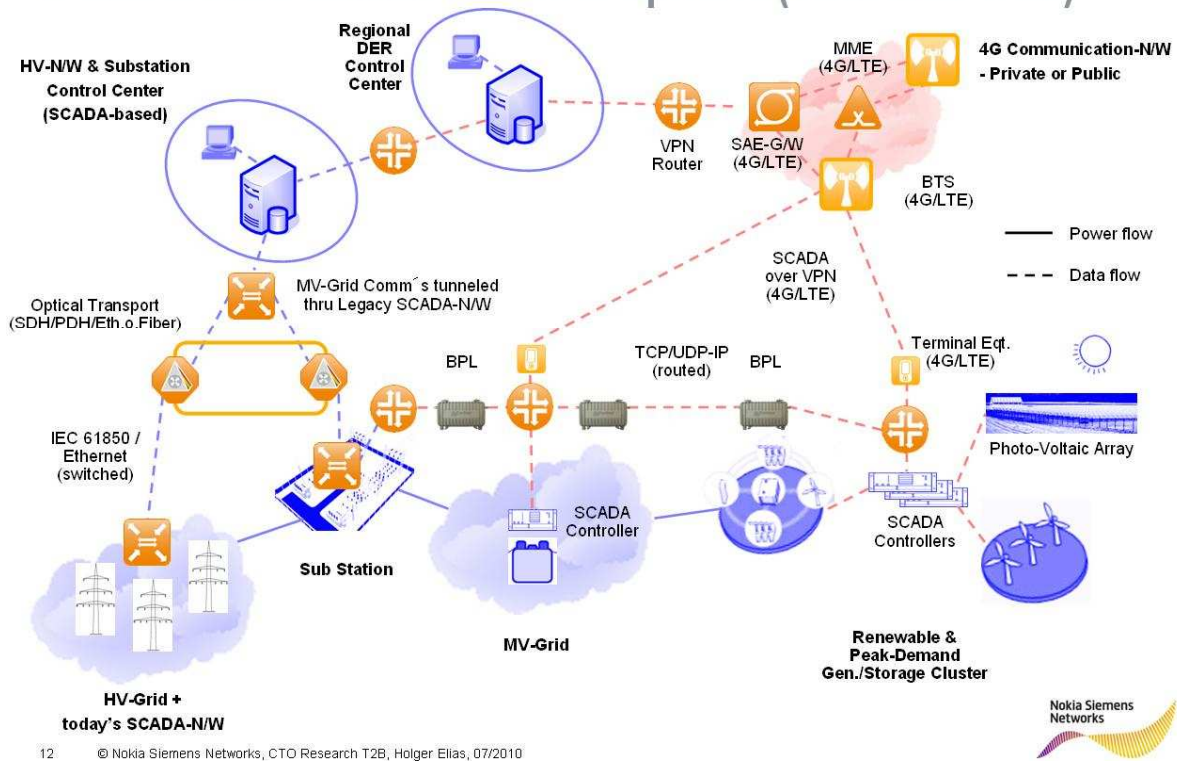 Regional
DER
Control
Center
HV-N/W & Substation
Control Center
(SCADA-based)
MME
(4G/LTE)
4G Communication-N/W
- Private or Public
VPN
Router
SAE-G/W
(4G/LTE)
BTS
(4G/LTE)
Power flow
Data flow
SCADA
over VPN
(4G/LTE)
MV-Grid Comm´s tunneled
thru Legacy SCADA-N/W
Optical Transport
(SDH/PDH/Eth.o.Fiber)
BPL
TCP/UDP-IP
(routed)
BPL
Terminal Eqt.
(4G/LTE)
IEC 61850 /
Ethernet
(switched)
Photo-Voltaic Array
SCADA
Controller
SCADA
Controllers
Sub Station
MV-Grid
Renewable &
Peak-Demand
Gen./Storage Cluster
HV-Grid +
today's SCADA-N/W
Nokia Siemens
Networks
12 © Nokia Siemens Networks, CTO Research T2B, Holger Elias, 07/2010